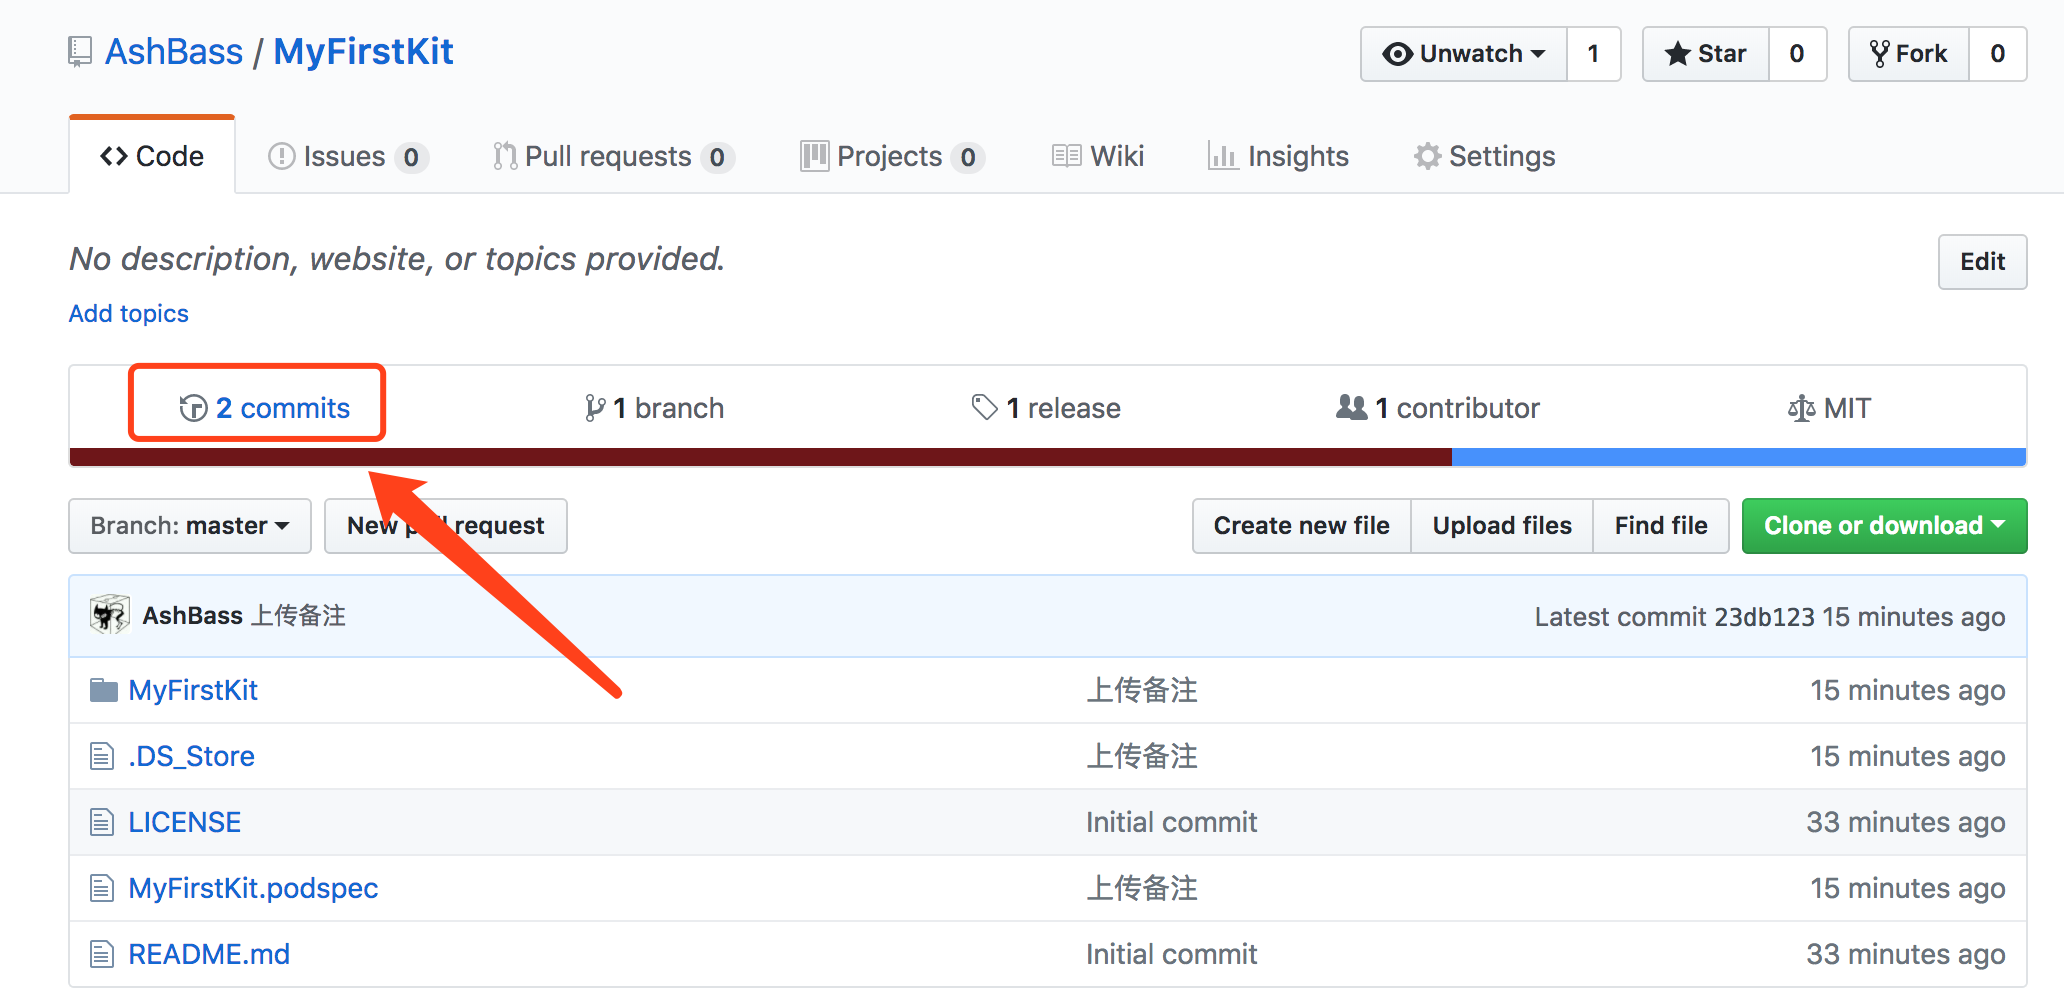 AshBass / MyFirstKit
Unwatch 1 Star 0 Fork 0
Code Issues 0 Pull requests 0 Projects 0 Wiki Insights Settings
No description, website, or topics provided.
Edit
Add topics
2 commits 1 branch 1 release 1 contributor MIT
Branch: master New request Create new file Upload files Find file Clone or download
AshBass 上传备注 Latest commit 23db123 15 minutes ago
MyFirstKit 上传备注 15 minutes ago
.DS_Store 上传备注 15 minutes ago
LICENSE Initial commit 33 minutes ago
MyFirstKit.podspec 上传备注 15 minutes ago
README.md Initial commit 33 minutes ago